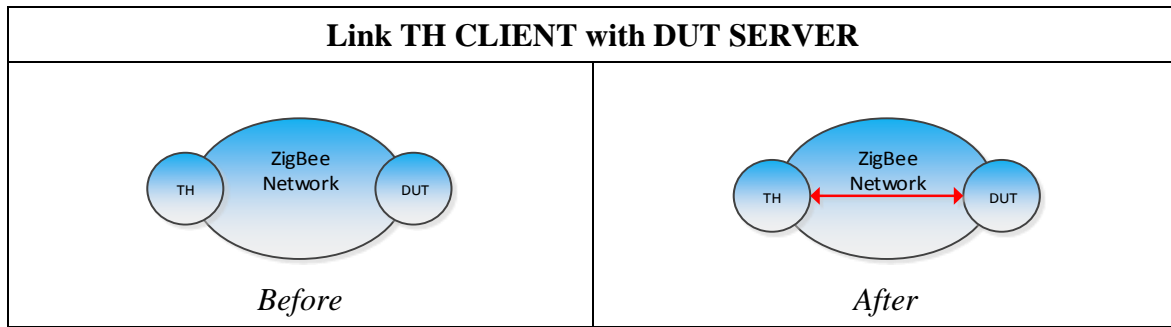 Link TH CLIENT with DUT SERVER
ZigBee
Network
TH
DUT
Before
ZigBee
Network
TH
DUT
After